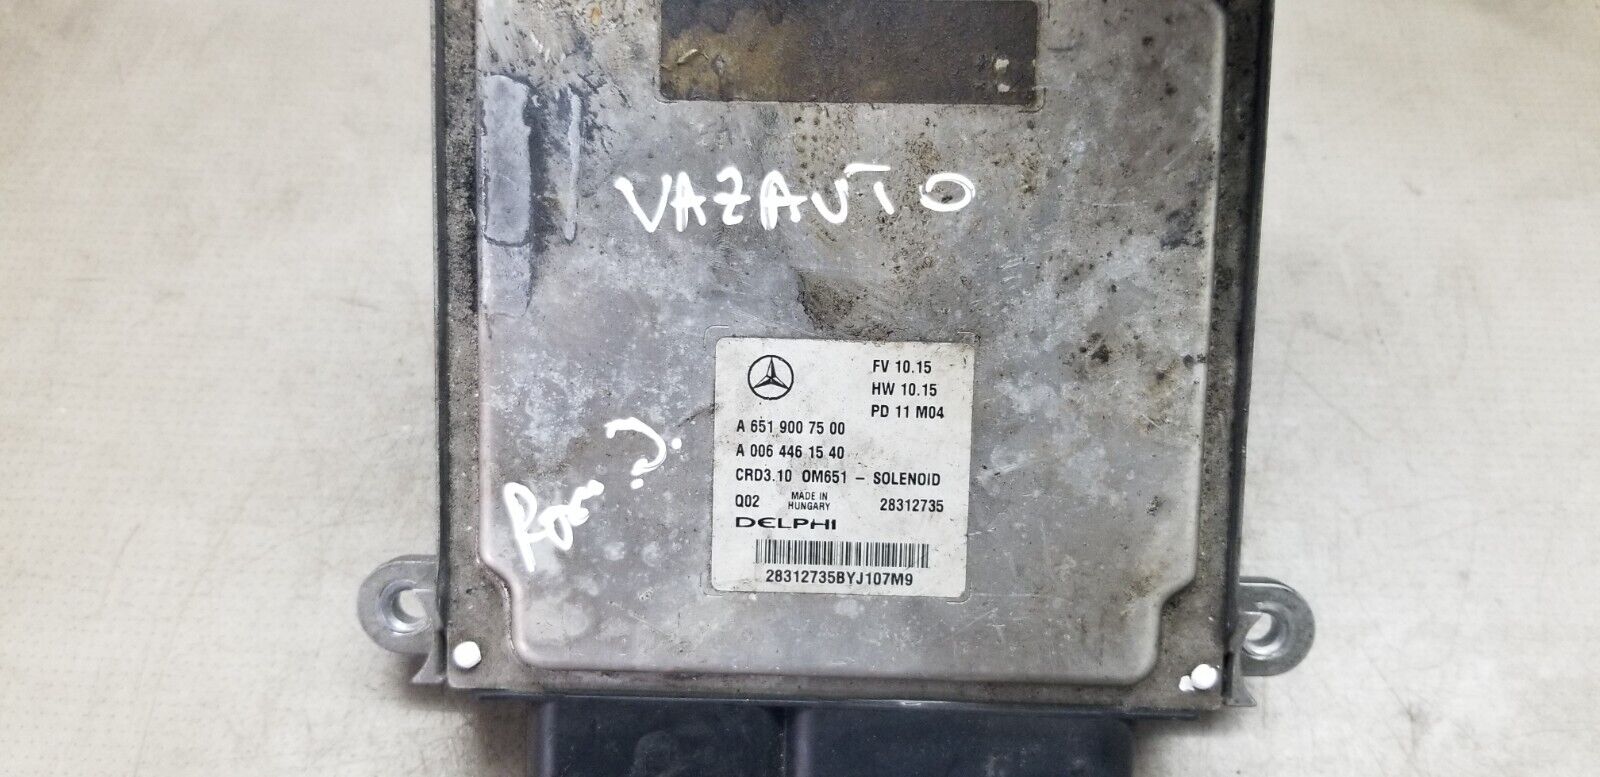 VAZAUTO
FV 10.15
HW 10.15
PD 11 M04
A 651 900 75 00
A 006 446 15 40
CRD3.10 OM651 - SOLENOID
Q02 MADE IN HUNGARY 28312735
DELPHI
28312735BYJ107M9